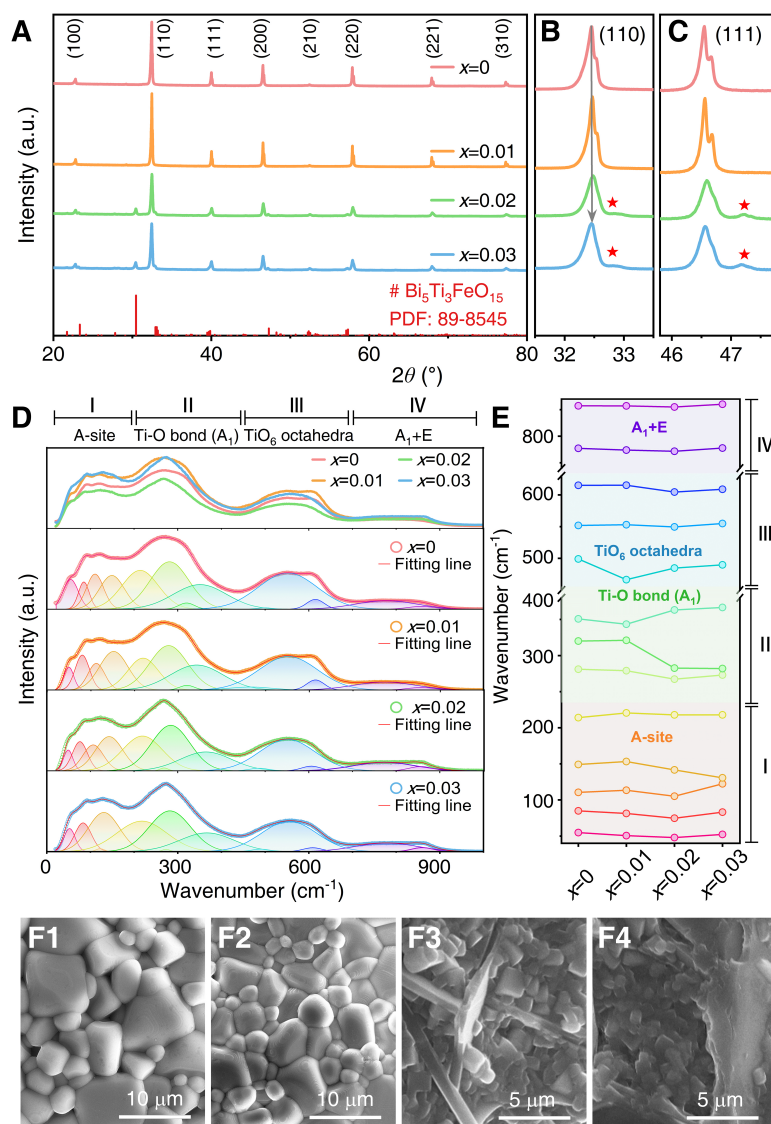 A
(100)
(110)
(111)
(200)
(210)
(220)
(221)
(310)
x=0
x=0.01
x=0.02
x=0.03
# Bi₅Ti₃FeO₁₅
PDF: 89-8545
Intensity (a.u.)
20
40
60
80
2θ (°)
B
(110)
★
★
32
33
C
(111)
★
★
46
47
D
I
II
III
IV
A-site
Ti-O bond (A₁)
TiO₆ octahedra
A₁+E
x=0
x=0.02
x=0.01
x=0.03
x=0
Fitting line
x=0.01
Fitting line
x=0.02
Fitting line
x=0.03
Fitting line
Intensity (a.u.)
0
300
600
900
Wavenumber (cm⁻¹)
E
Wavenumber (cm⁻¹)
800
600
500
400
300
200
100
A₁+E
TiO₆ octahedra
Ti-O bond (A₁)
A-site
IV
III
II
I
x=0
x=0.01
x=0.02
x=0.03
F1
10 μm
F2
10 μm
F3
5 μm
F4
5 μm